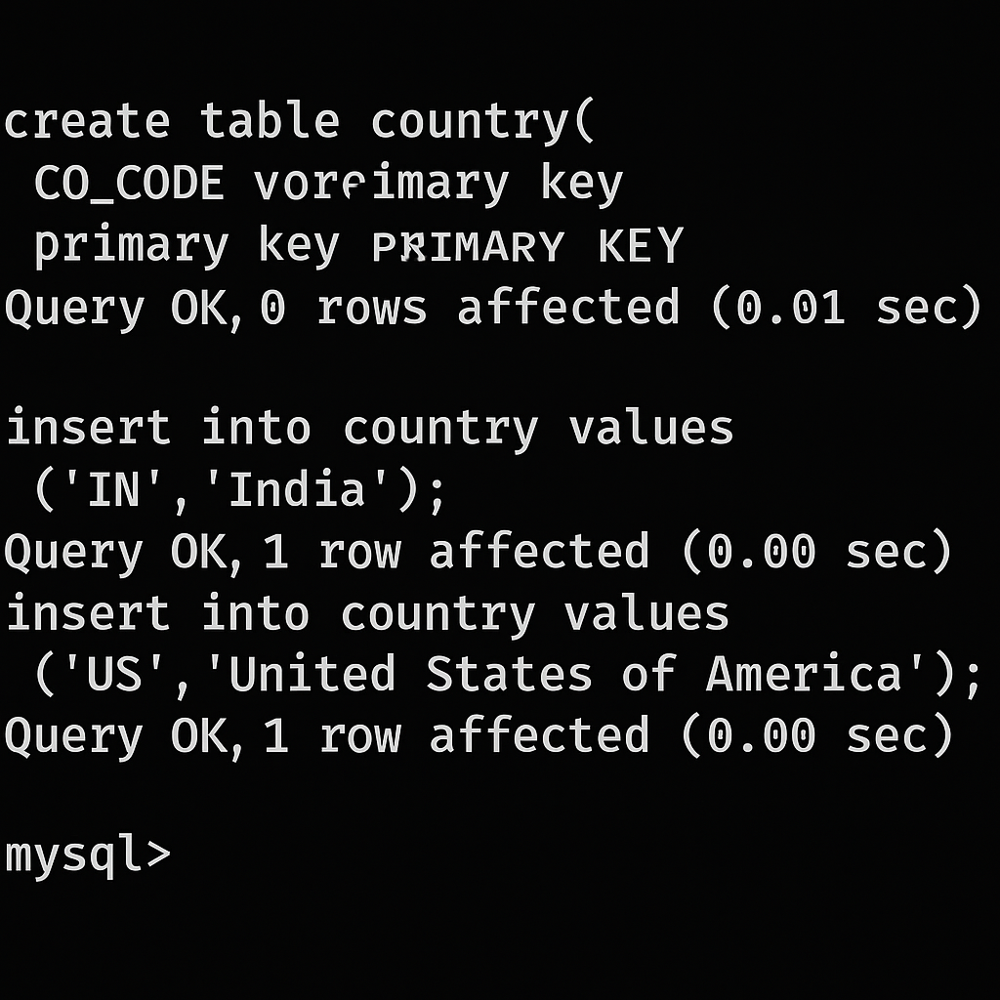 create table country(
CO_CODE key
primary key PRIMARY KEY
Query OK, 0 rows affected (0.01 sec)
insert into country values
('IN','India');
Query OK, 1 row affected (0.00 sec)
insert into country values
('US','United States of America');
Query OK, 1 row affected (0.00 sec)
mysql>